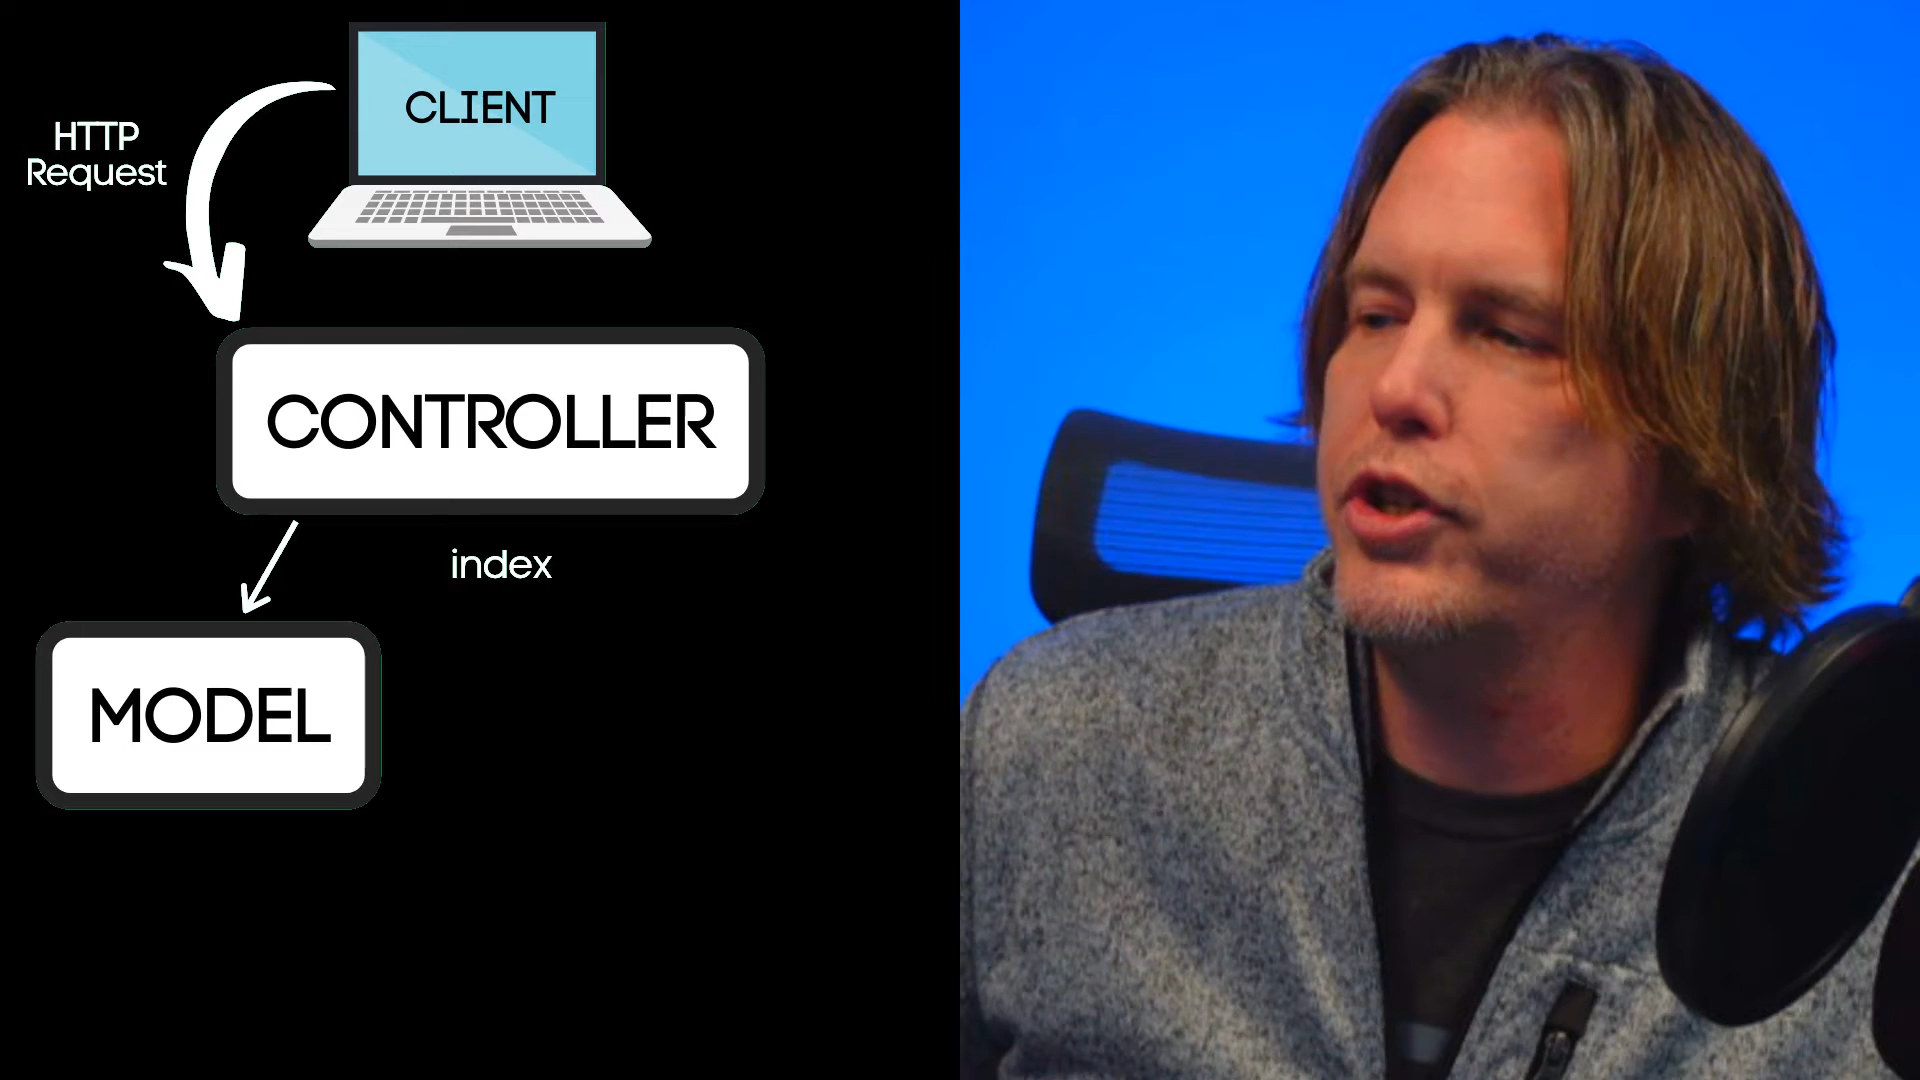 CLIENT
HTTP
Request
CONTROLLER
index
MODEL